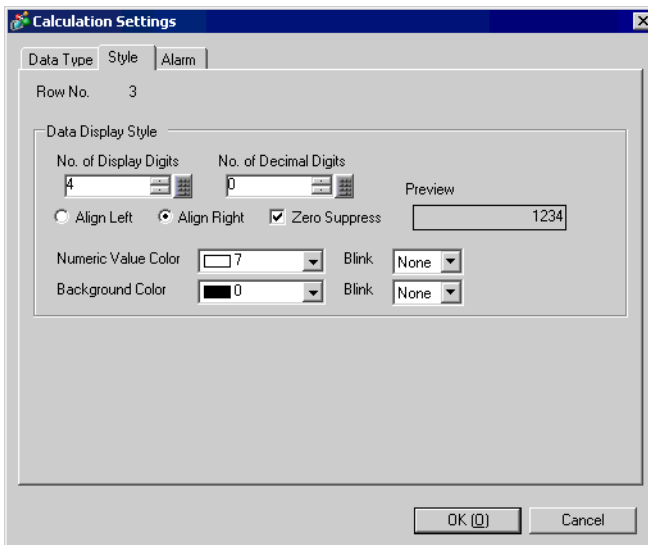 Calculation Settings
Data Type Style Alarm
Row No. 3
Data Display Style
No. of Display Digits No. of Decimal Digits
4 0 Preview
Align Left Align Right Zero Suppress 1234
Numeric Value Color 7 Blink None
Background Color 0 Blink None
OK (O) Cancel